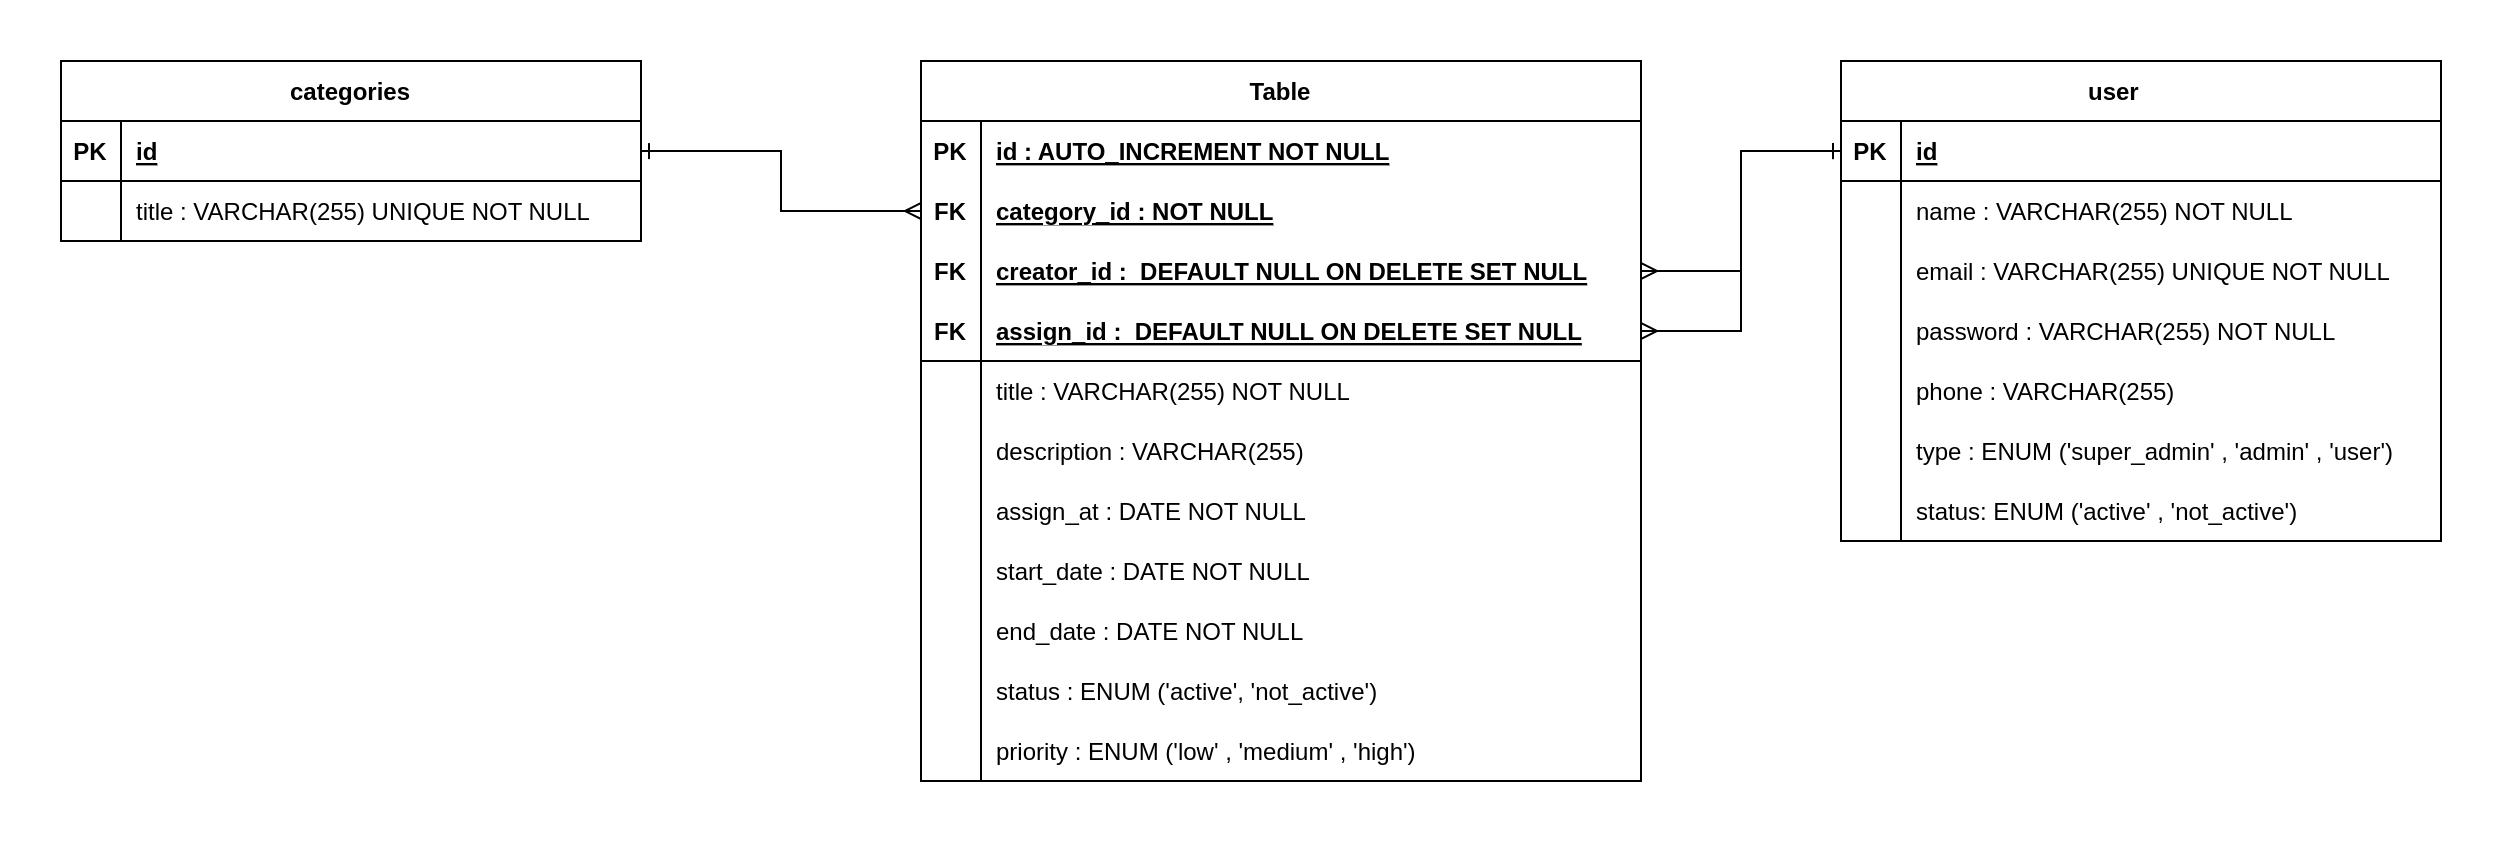 categories
PK id
title : VARCHAR(255) UNIQUE NOT NULL
Table
PK id : AUTO_INCREMENT NOT NULL
FK category_id : NOT NULL
FK creator_id :  DEFAULT NULL ON DELETE SET NULL
FK assign_id :  DEFAULT NULL ON DELETE SET NULL
title : VARCHAR(255) NOT NULL
description : VARCHAR(255)
assign_at : DATE NOT NULL
start_date : DATE NOT NULL
end_date : DATE NOT NULL
status : ENUM ('active', 'not_active')
priority : ENUM ('low' , 'medium' , 'high')
user
PK id
name : VARCHAR(255) NOT NULL
email : VARCHAR(255) UNIQUE NOT NULL
password : VARCHAR(255) NOT NULL
phone : VARCHAR(255)
type : ENUM ('super_admin' , 'admin' , 'user')
status: ENUM ('active' , 'not_active')